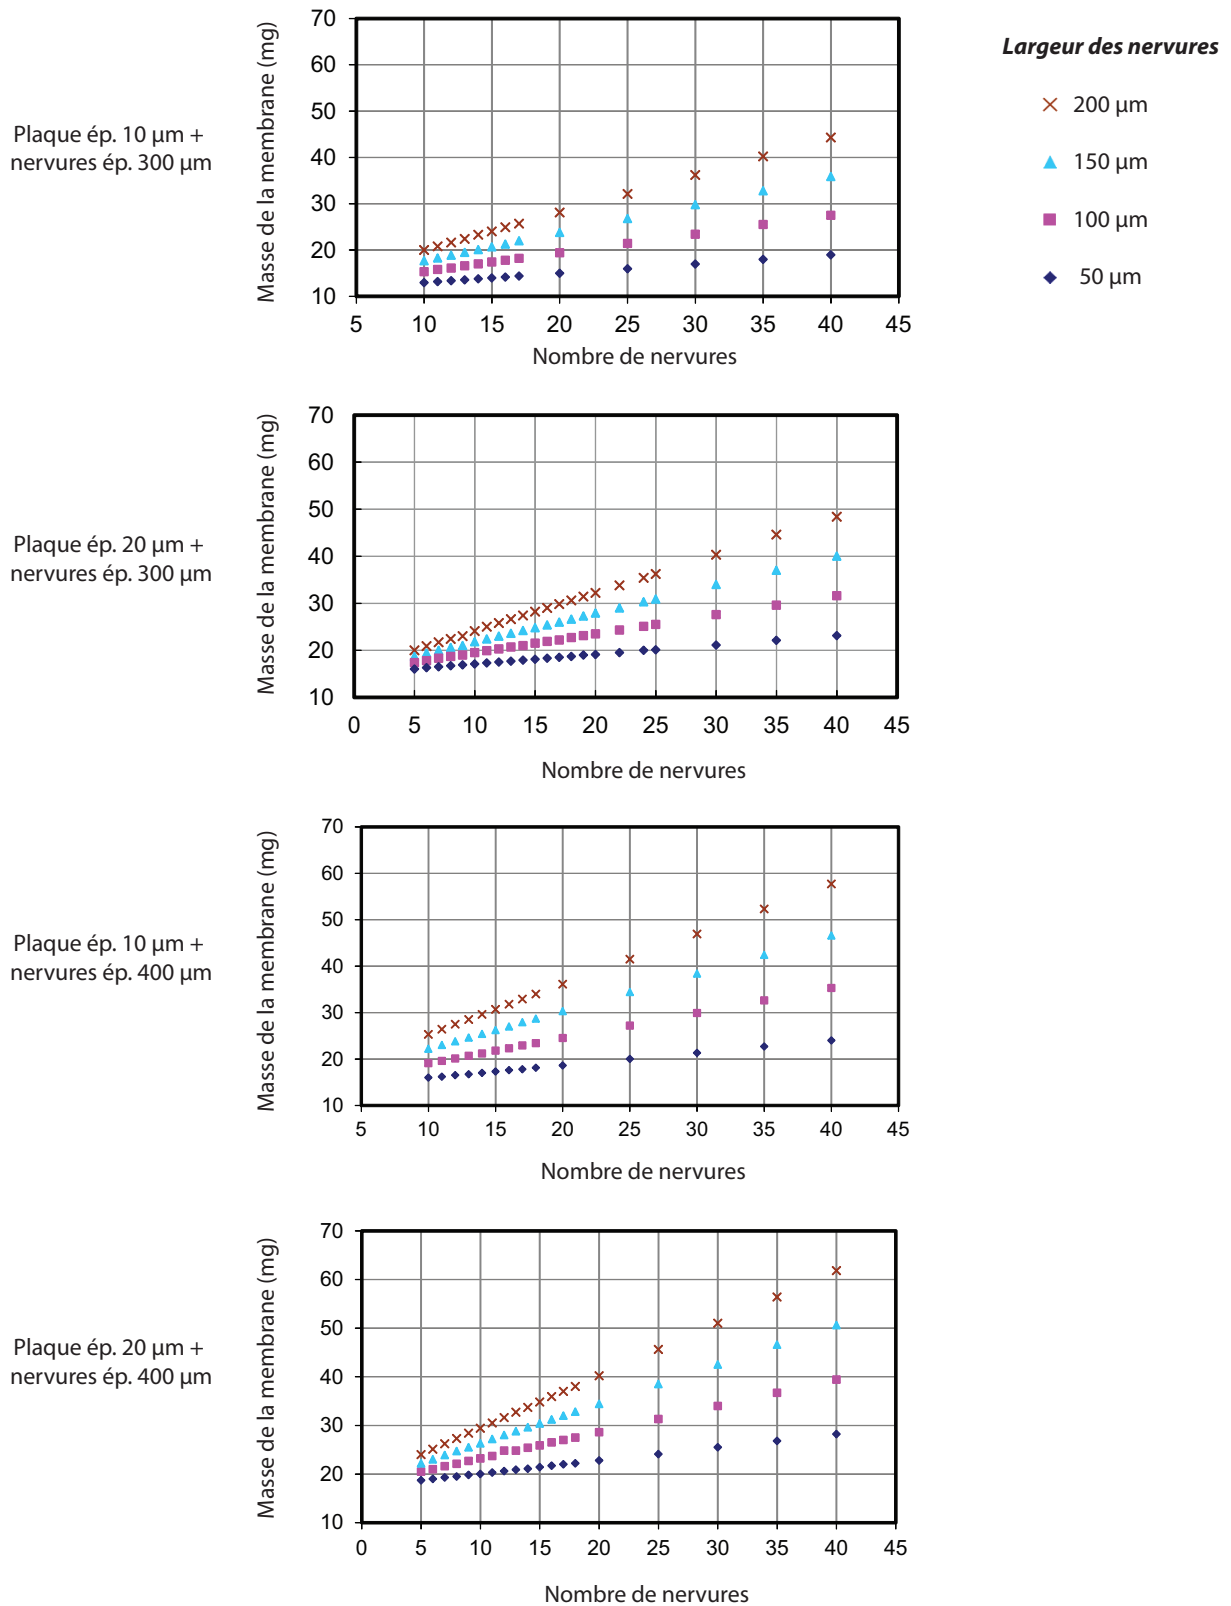 Largeur des nervures
200 µm
150 µm
100 µm
50 µm
Plaque ép. 10 µm +
nervures ép. 300 µm
Masse de la membrane (mg)
70
60
50
40
30
20
10
5 10 15 20 25 30 35 40 45
Nombre de nervures
Plaque ép. 20 µm +
nervures ép. 300 µm
Masse de la membrane (mg)
70
60
50
40
30
20
10
0 5 10 15 20 25 30 35 40 45
Nombre de nervures
Plaque ép. 10 µm +
nervures ép. 400 µm
Masse de la membrane (mg)
70
60
50
40
30
20
10
5 10 15 20 25 30 35 40 45
Nombre de nervures
Plaque ép. 20 µm +
nervures ép. 400 µm
Masse de la membrane (mg)
70
60
50
40
30
20
10
0 5 10 15 20 25 30 35 40 45
Nombre de nervures